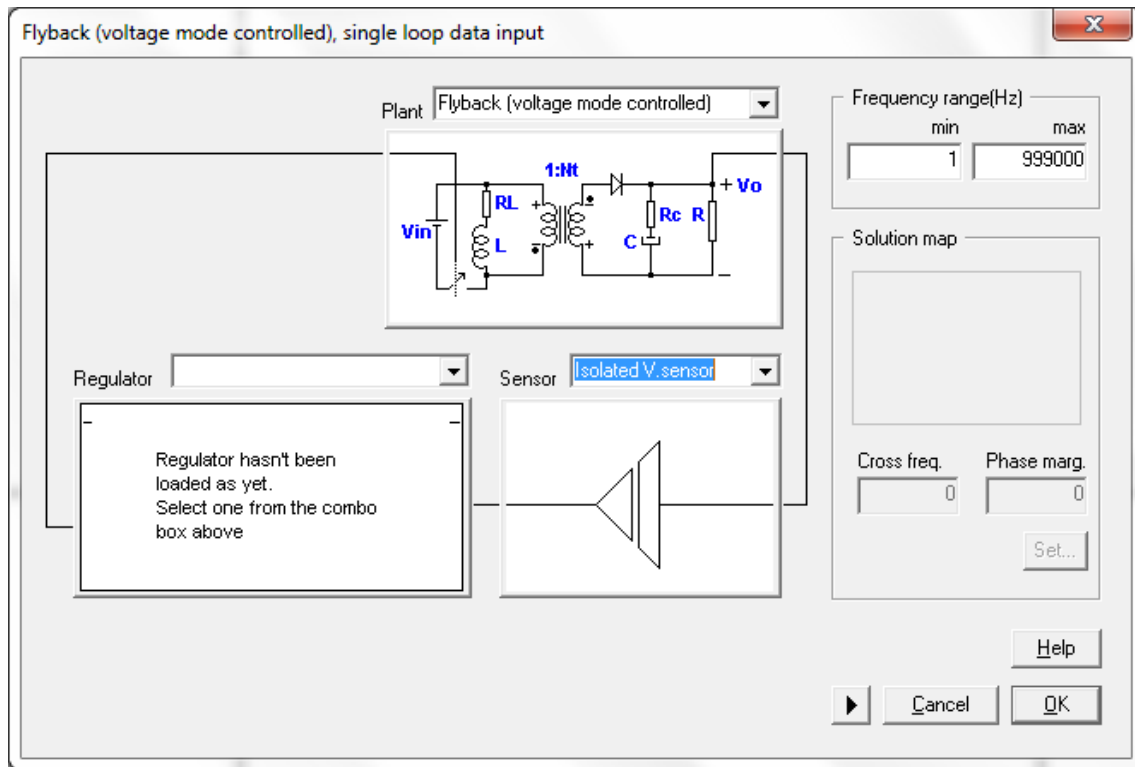 Flyback (voltage mode controlled), single loop data input
X
Plant
Flyback (voltage mode controlled)
1:Nt
RL
+
-
+
Vin
L
-
+
Rc
R
C
+ Vo
-
Regulator
Regulator hasn't been
loaded as yet.
Select one from the combo
box above
Sensor
Isolated V.sensor
Frequency range(Hz)
min
max
1
999000
Solution map
Cross freq.
Phase marg.
0
0
Set...
Help
Cancel
OK